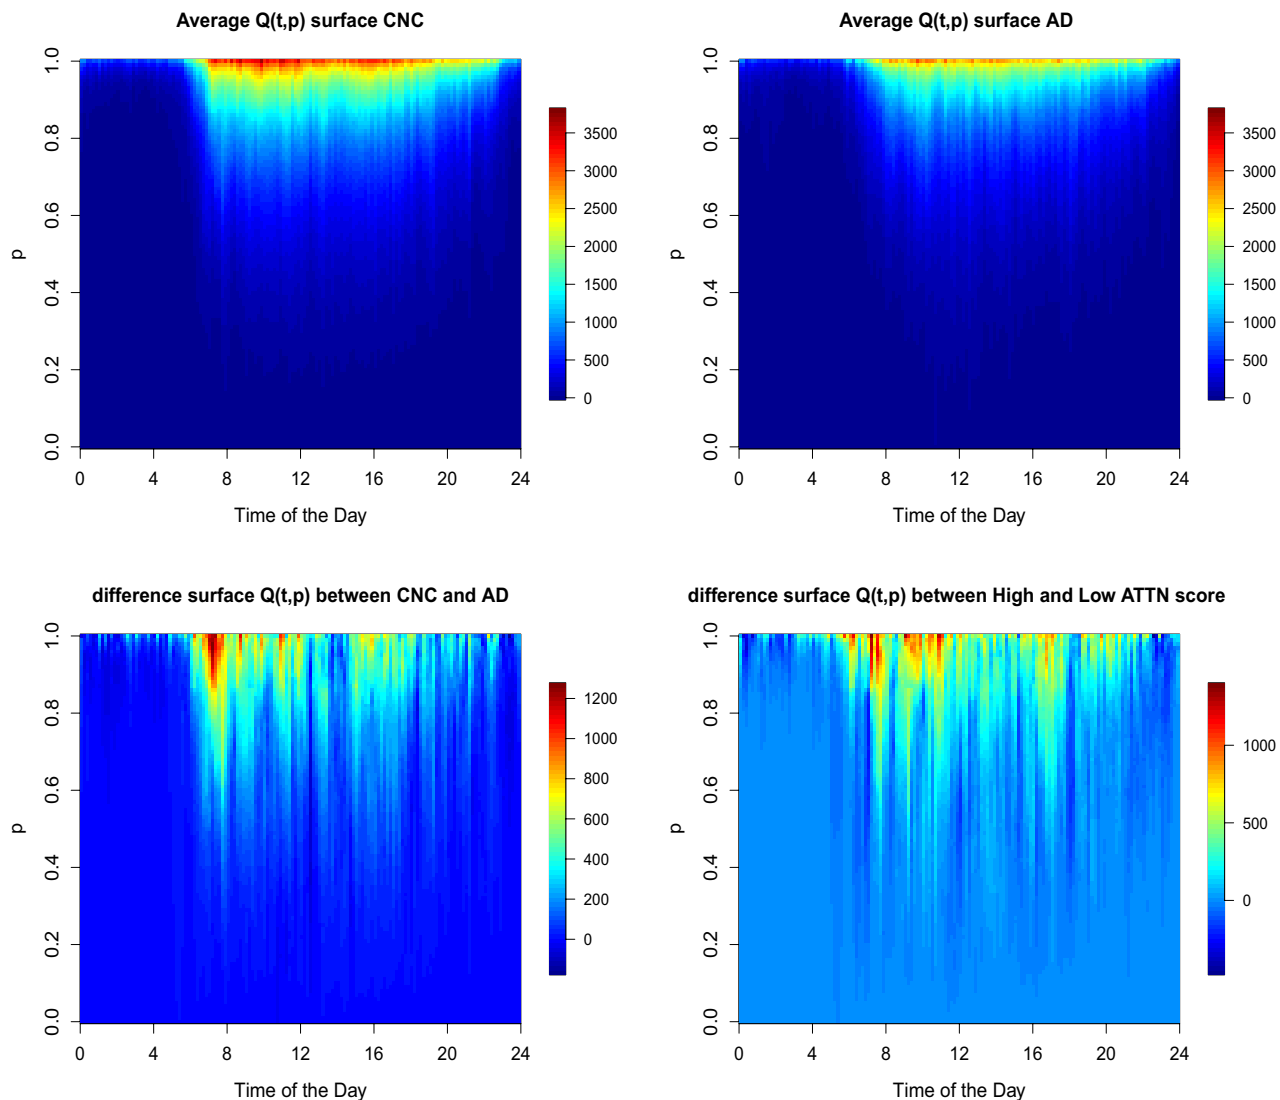 Average Q(t,p) surface CNC
p
0.0 0.2 0.4 0.6 0.8 1.0
0 4 8 12 16 20 24
Time of the Day
3500
3000
2500
2000
1500
1000
500
0
Average Q(t,p) surface AD
p
0.0 0.2 0.4 0.6 0.8 1.0
0 4 8 12 16 20 24
Time of the Day
3500
3000
2500
2000
1500
1000
500
0
difference surface Q(t,p) between CNC and AD
p
0.0 0.2 0.4 0.6 0.8 1.0
0 4 8 12 16 20 24
Time of the Day
1200
1000
800
600
400
200
0
difference surface Q(t,p) between High and Low ATTN score
p
0.0 0.2 0.4 0.6 0.8 1.0
0 4 8 12 16 20 24
Time of the Day
1000
500
0